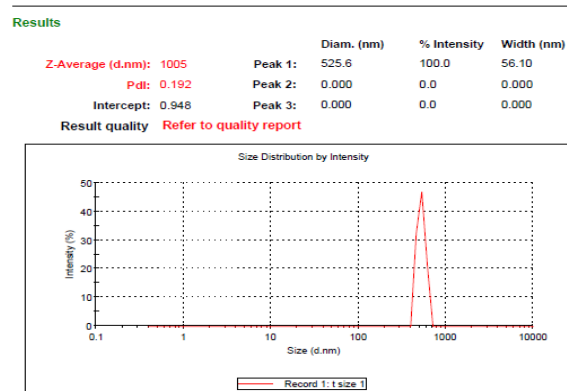 Results
Diam. (nm) % Intensity Width (nm)
Z-Average (d.nm): 1005 Peak 1: 525.6 100.0 56.10
PdI: 0.192 Peak 2: 0.000 0.0 0.000
Intercept: 0.948 Peak 3: 0.000 0.0 0.000
Result quality Refer to quality report
Size Distribution by Intensity
50
40
30
20
10
0
Intensity (%)
0.1 1 10 100 1000 10000
Size (d.nm)
Record 1: t size 1